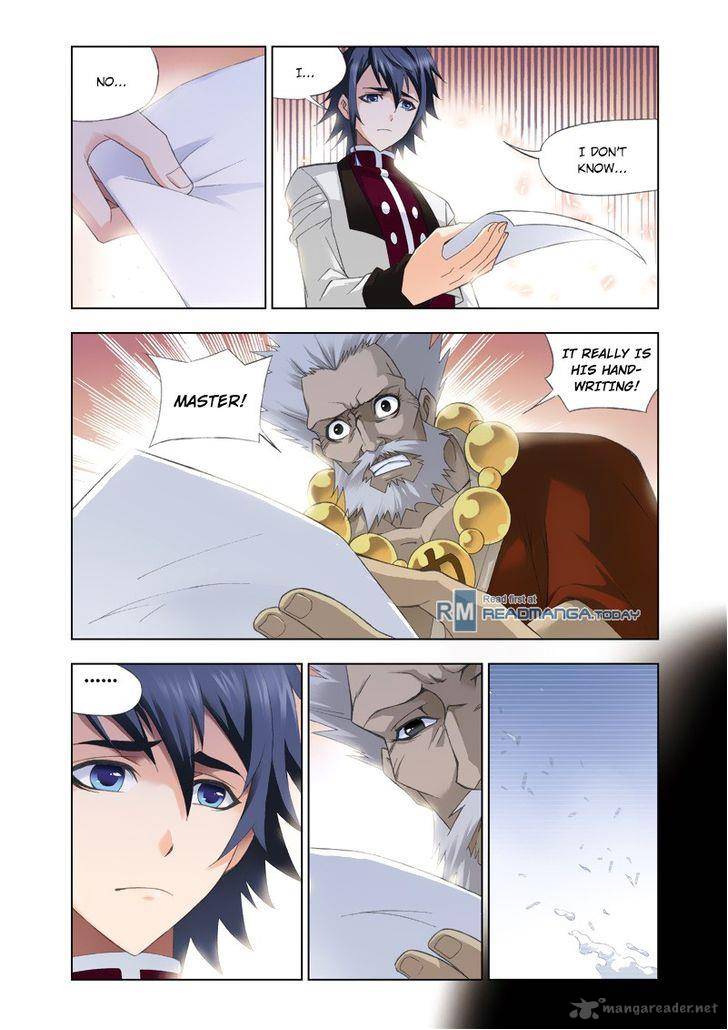 NO...
I...
I DON'T
KNOW...
MASTER!
IT REALLY IS
HIS HAND-
WRITING!
RM
Read first at
READMANGA.TODAY
......
mangareader.net